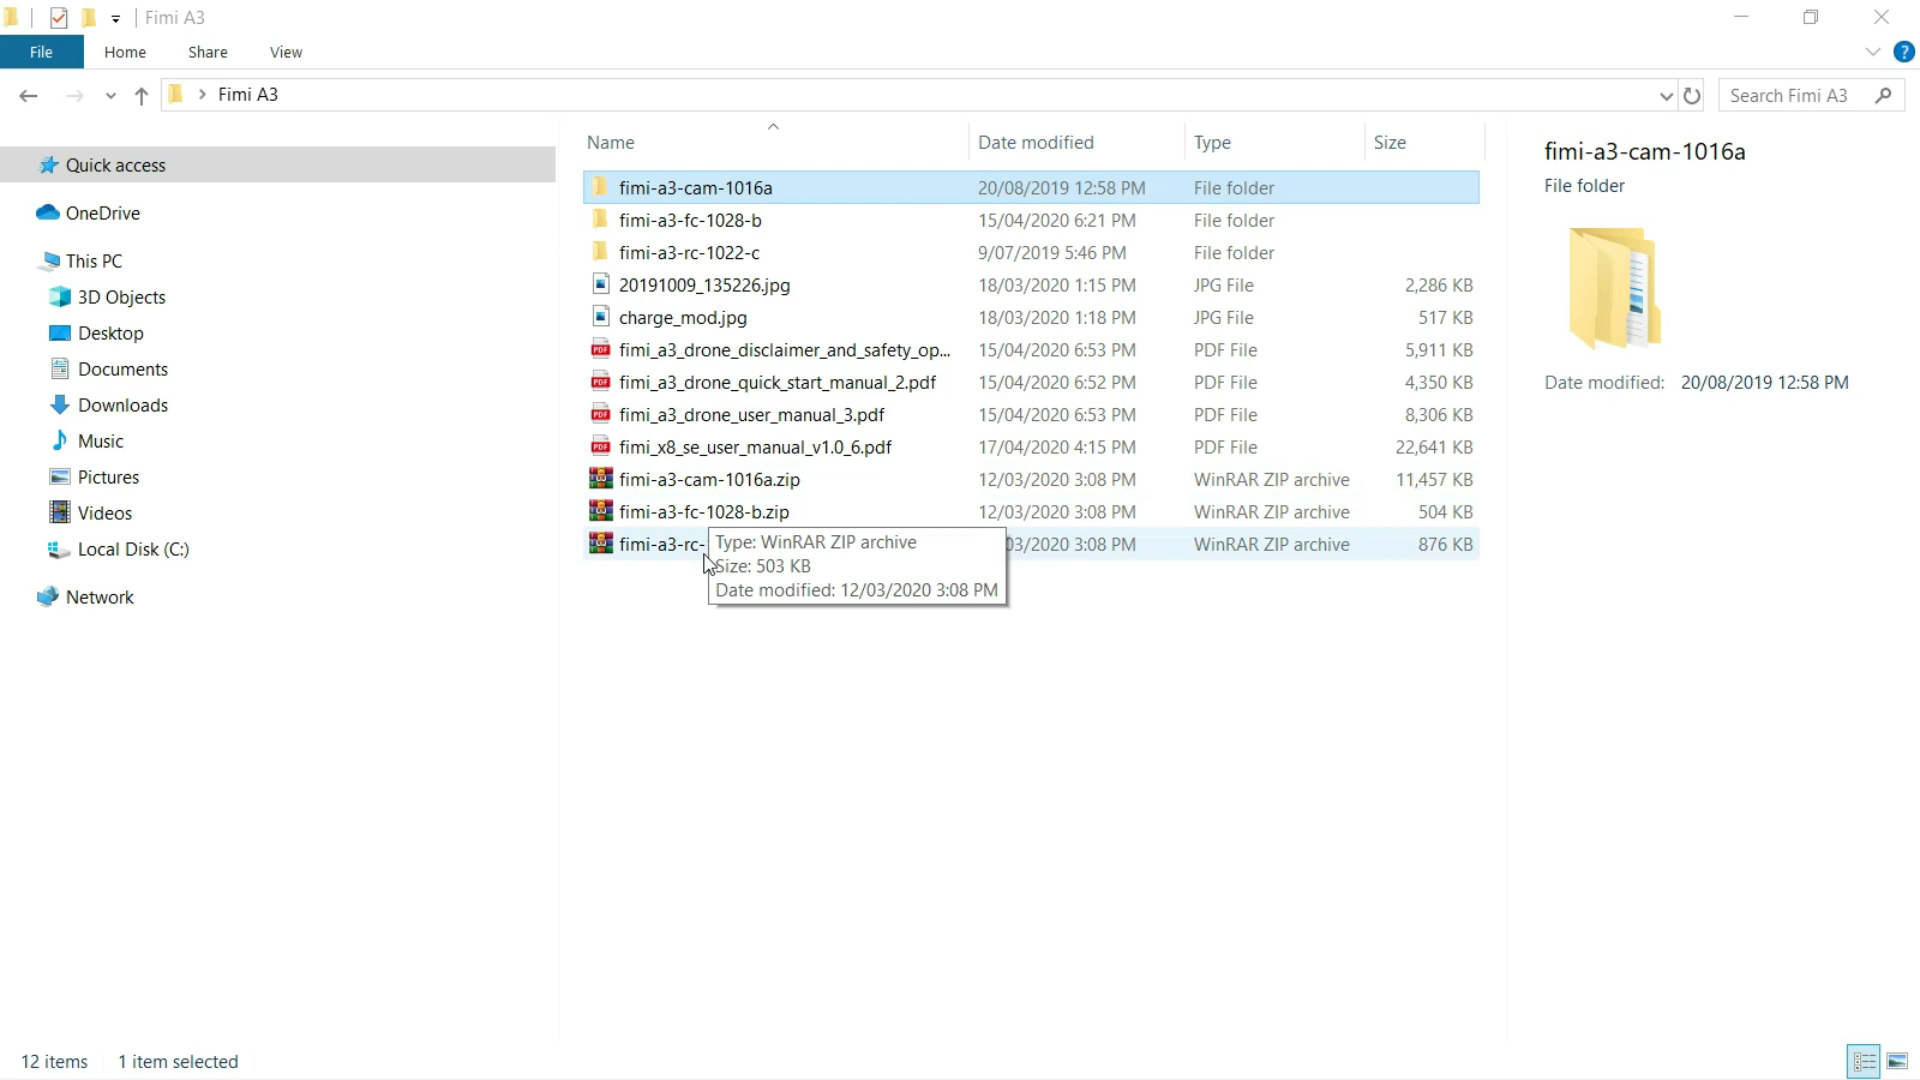 Fimi A3
File Home Share View
Fimi A3
Search Fimi A3
Quick access
OneDrive
This PC
3D Objects
Desktop
Documents
Downloads
Music
Pictures
Videos
Local Disk (C:)
Network
Name Date modified Type Size
fimi-a3-cam-1016a 20/08/2019 12:58 PM File folder
fimi-a3-fc-1028-b 15/04/2020 6:21 PM File folder
fimi-a3-rc-1022-c 9/07/2019 5:46 PM File folder
20191009_135226.jpg 18/03/2020 1:15 PM JPG File 2,286 KB
charge_mod.jpg 18/03/2020 1:18 PM JPG File 517 KB
fimi_a3_drone_disclaimer_and_safety_op... 15/04/2020 6:53 PM PDF File 5,911 KB
fimi_a3_drone_quick_start_manual_2.pdf 15/04/2020 6:52 PM PDF File 4,350 KB
fimi_a3_drone_user_manual_3.pdf 15/04/2020 6:53 PM PDF File 8,306 KB
fimi_x8_se_user_manual_v1.0_6.pdf 17/04/2020 4:15 PM PDF File 22,641 KB
fimi-a3-cam-1016a.zip 12/03/2020 3:08 PM WinRAR ZIP archive 11,457 KB
fimi-a3-fc-1028-b.zip 12/03/2020 3:08 PM WinRAR ZIP archive 504 KB
fimi-a3-rc- 03/2020 3:08 PM WinRAR ZIP archive 876 KB
Type: WinRAR ZIP archive
Size: 503 KB
Date modified: 12/03/2020 3:08 PM
fimi-a3-cam-1016a
File folder
Date modified: 20/08/2019 12:58 PM
12 items 1 item selected